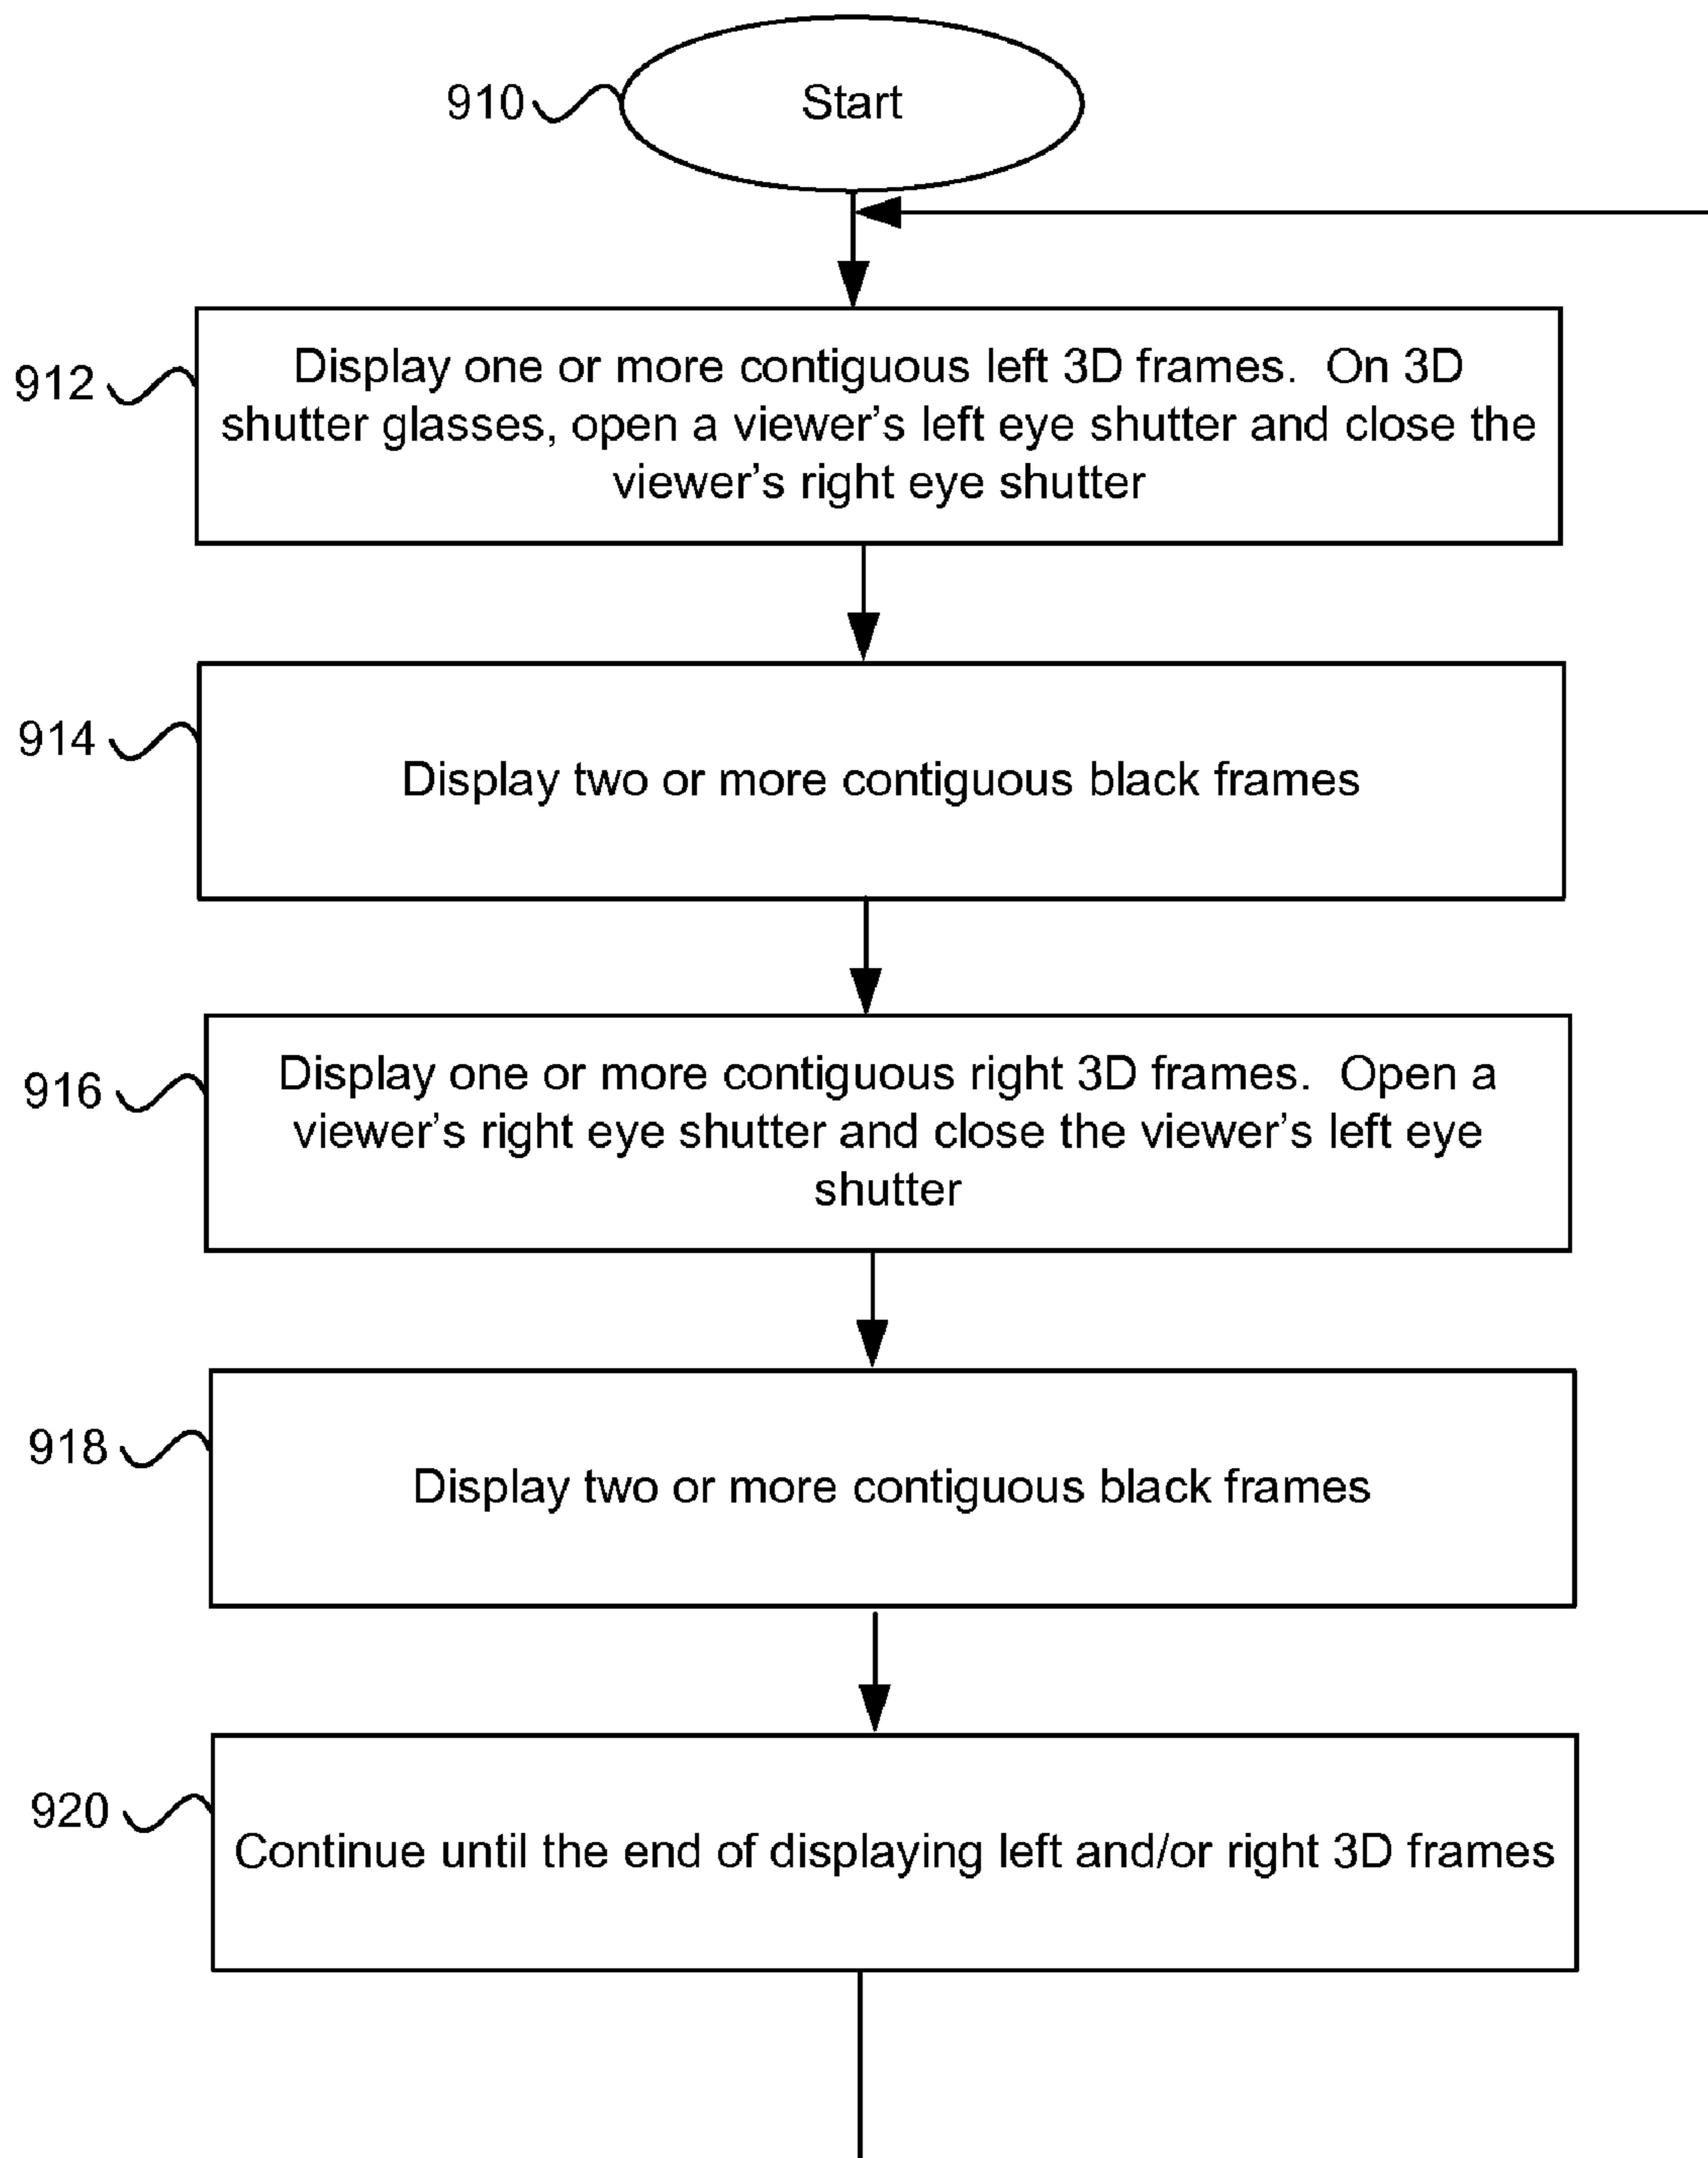 910
Start
912
Display one or more contiguous left 3D frames. On 3D
shutter glasses, open a viewer's left eye shutter and close the
viewer's right eye shutter
914
Display two or more contiguous black frames
916
Display one or more contiguous right 3D frames. Open a
viewer's right eye shutter and close the viewer's left eye
shutter
918
Display two or more contiguous black frames
920
Continue until the end of displaying left and/or right 3D frames